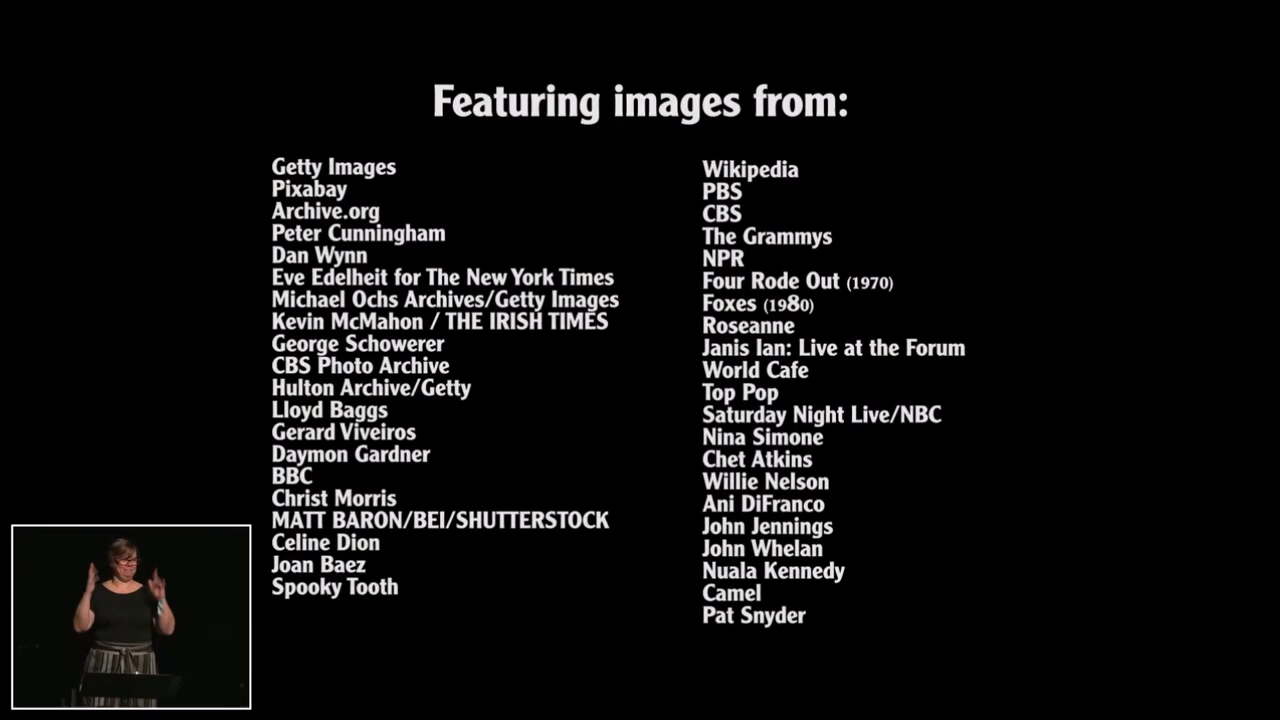 Featuring images from:
Getty Images
Pixabay
Archive.org
Peter Cunningham
Dan Wynn
Eve Edelheit for The New York Times
Michael Ochs Archives/Getty Images
Kevin McMahon / THE IRISH TIMES
George Schowerer
CBS Photo Archive
Hulton Archive/Getty
Lloyd Baggs
Gerard Viveiros
Daymon Gardner
BBC
Christ Morris
MATT BARON/BEI/SHUTTERSTOCK
Celine Dion
Joan Baez
Spooky Tooth
Wikipedia
PBS
CBS
The Grammys
NPR
Four Rode Out (1970)
Foxes (1980)
Roseanne
Janis Ian: Live at the Forum
World Cafe
Top Pop
Saturday Night Live/NBC
Nina Simone
Chet Atkins
Willie Nelson
Ani DiFranco
John Jennings
John Whelan
Nuala Kennedy
Camel
Pat Snyder